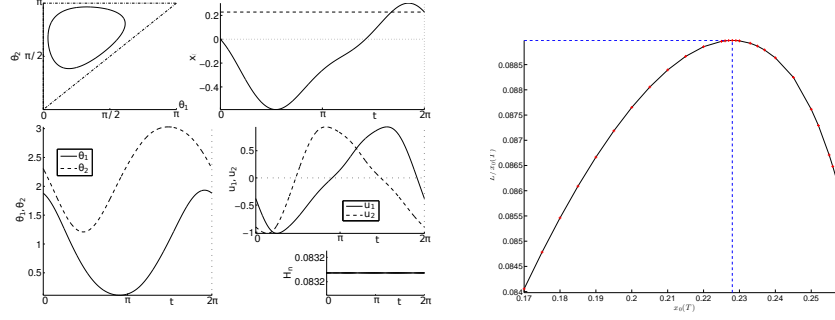 π
θ₂
π/2
0
π/2
π
θ₁
0.2
0
−0.2
−0.4
x
0
π
t
2π
3
2.5
2
1.5
1
0.5
θ₁,θ₂
θ₁
θ₂
0
π
t
2π
0
−1
u₁, u₂
u₁
u₂
0
π
t
2π
0.0832
0.0832
Hₙ
0
π
t
2π
0.0885
0.088
0.0875
0.087
0.0865
0.086
0.0855
0.085
0.0845
0.084
0.17
0.18
0.19
0.2
0.21
0.22
0.23
0.24
0.25
x₀(T)